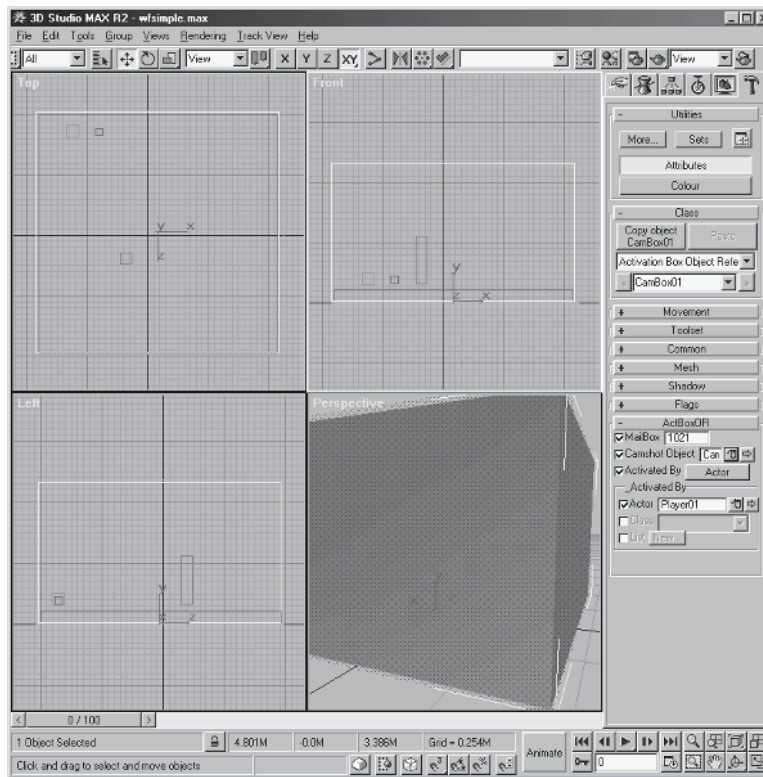 3D Studio MAX R2 - wfsimple.max
File Edit Tools Group Views Rendering Track View Help
All View X Y Z XY View
Top
Front
Left
Perspective
y x
z
y
z x
y
x z
Utilities
More... Sets
Attributes
Colour
Class
Copy object CamBox01
Paste
Activation Box Object Refe
CamBox01
Movement
Toolset
Common
Mesh
Shadow
Flags
ActBoxOR
MailBox 1021
Camshot Object Can
Activated By Actor
_Activated By
Actor Player01
Class
List New...
0 / 100
1 Object Selected 4.801M -0.0M 3.386M Grid = 0.254M
Animate
0
Click and drag to select and move objects